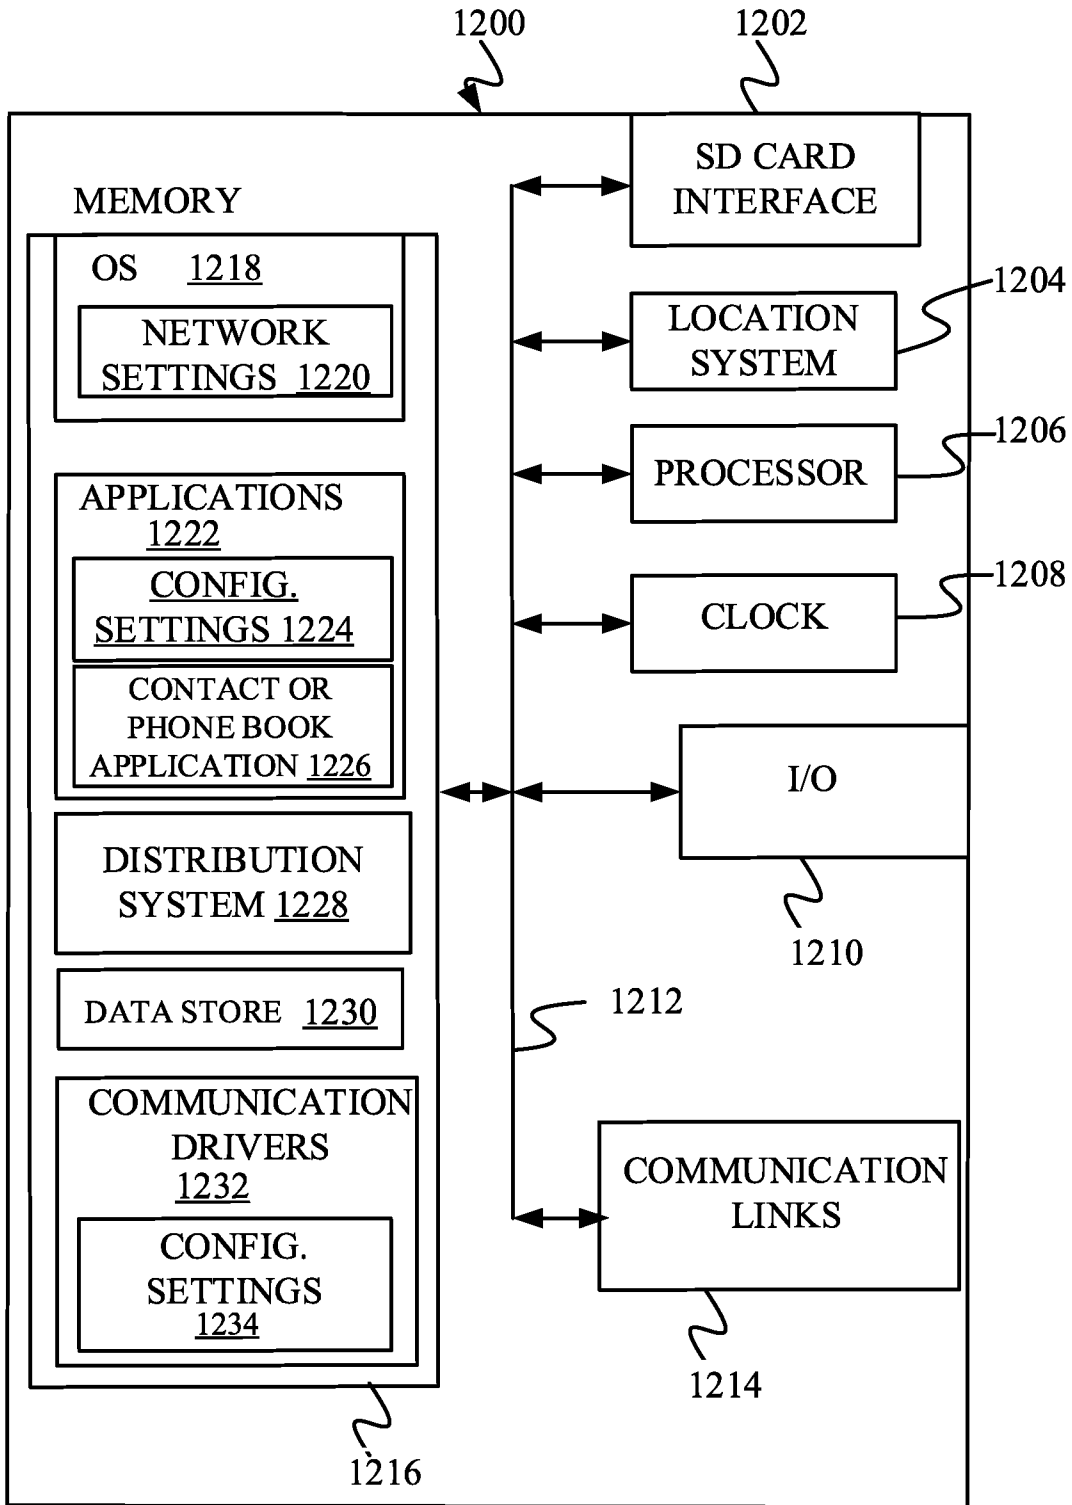 1200
1202
SD CARD
INTERFACE
MEMORY
OS 1218
NETWORK
SETTINGS 1220
1204
LOCATION
SYSTEM
1206
PROCESSOR
APPLICATIONS
1222
CONFIG.
SETTINGS 1224
CONTACT OR
PHONE BOOK
APPLICATION 1226
1208
CLOCK
I/O
1210
DISTRIBUTION
SYSTEM 1228
DATA STORE 1230
1212
COMMUNICATION
DRIVERS
1232
CONFIG.
SETTINGS
1234
COMMUNICATION
LINKS
1214
1216